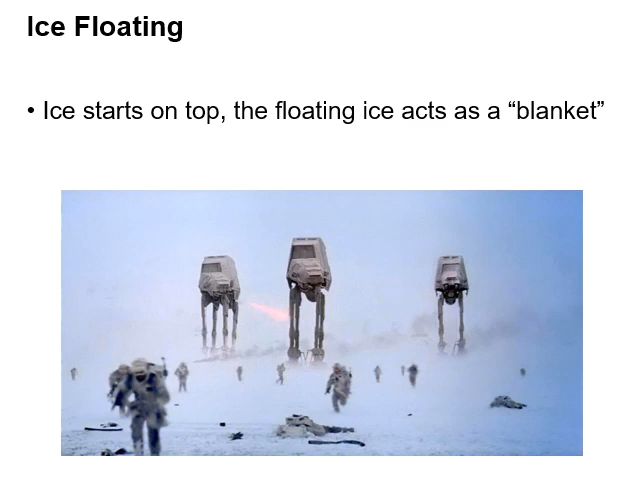 Ice Floating
• Ice starts on top, the floating ice acts as a “blanket”